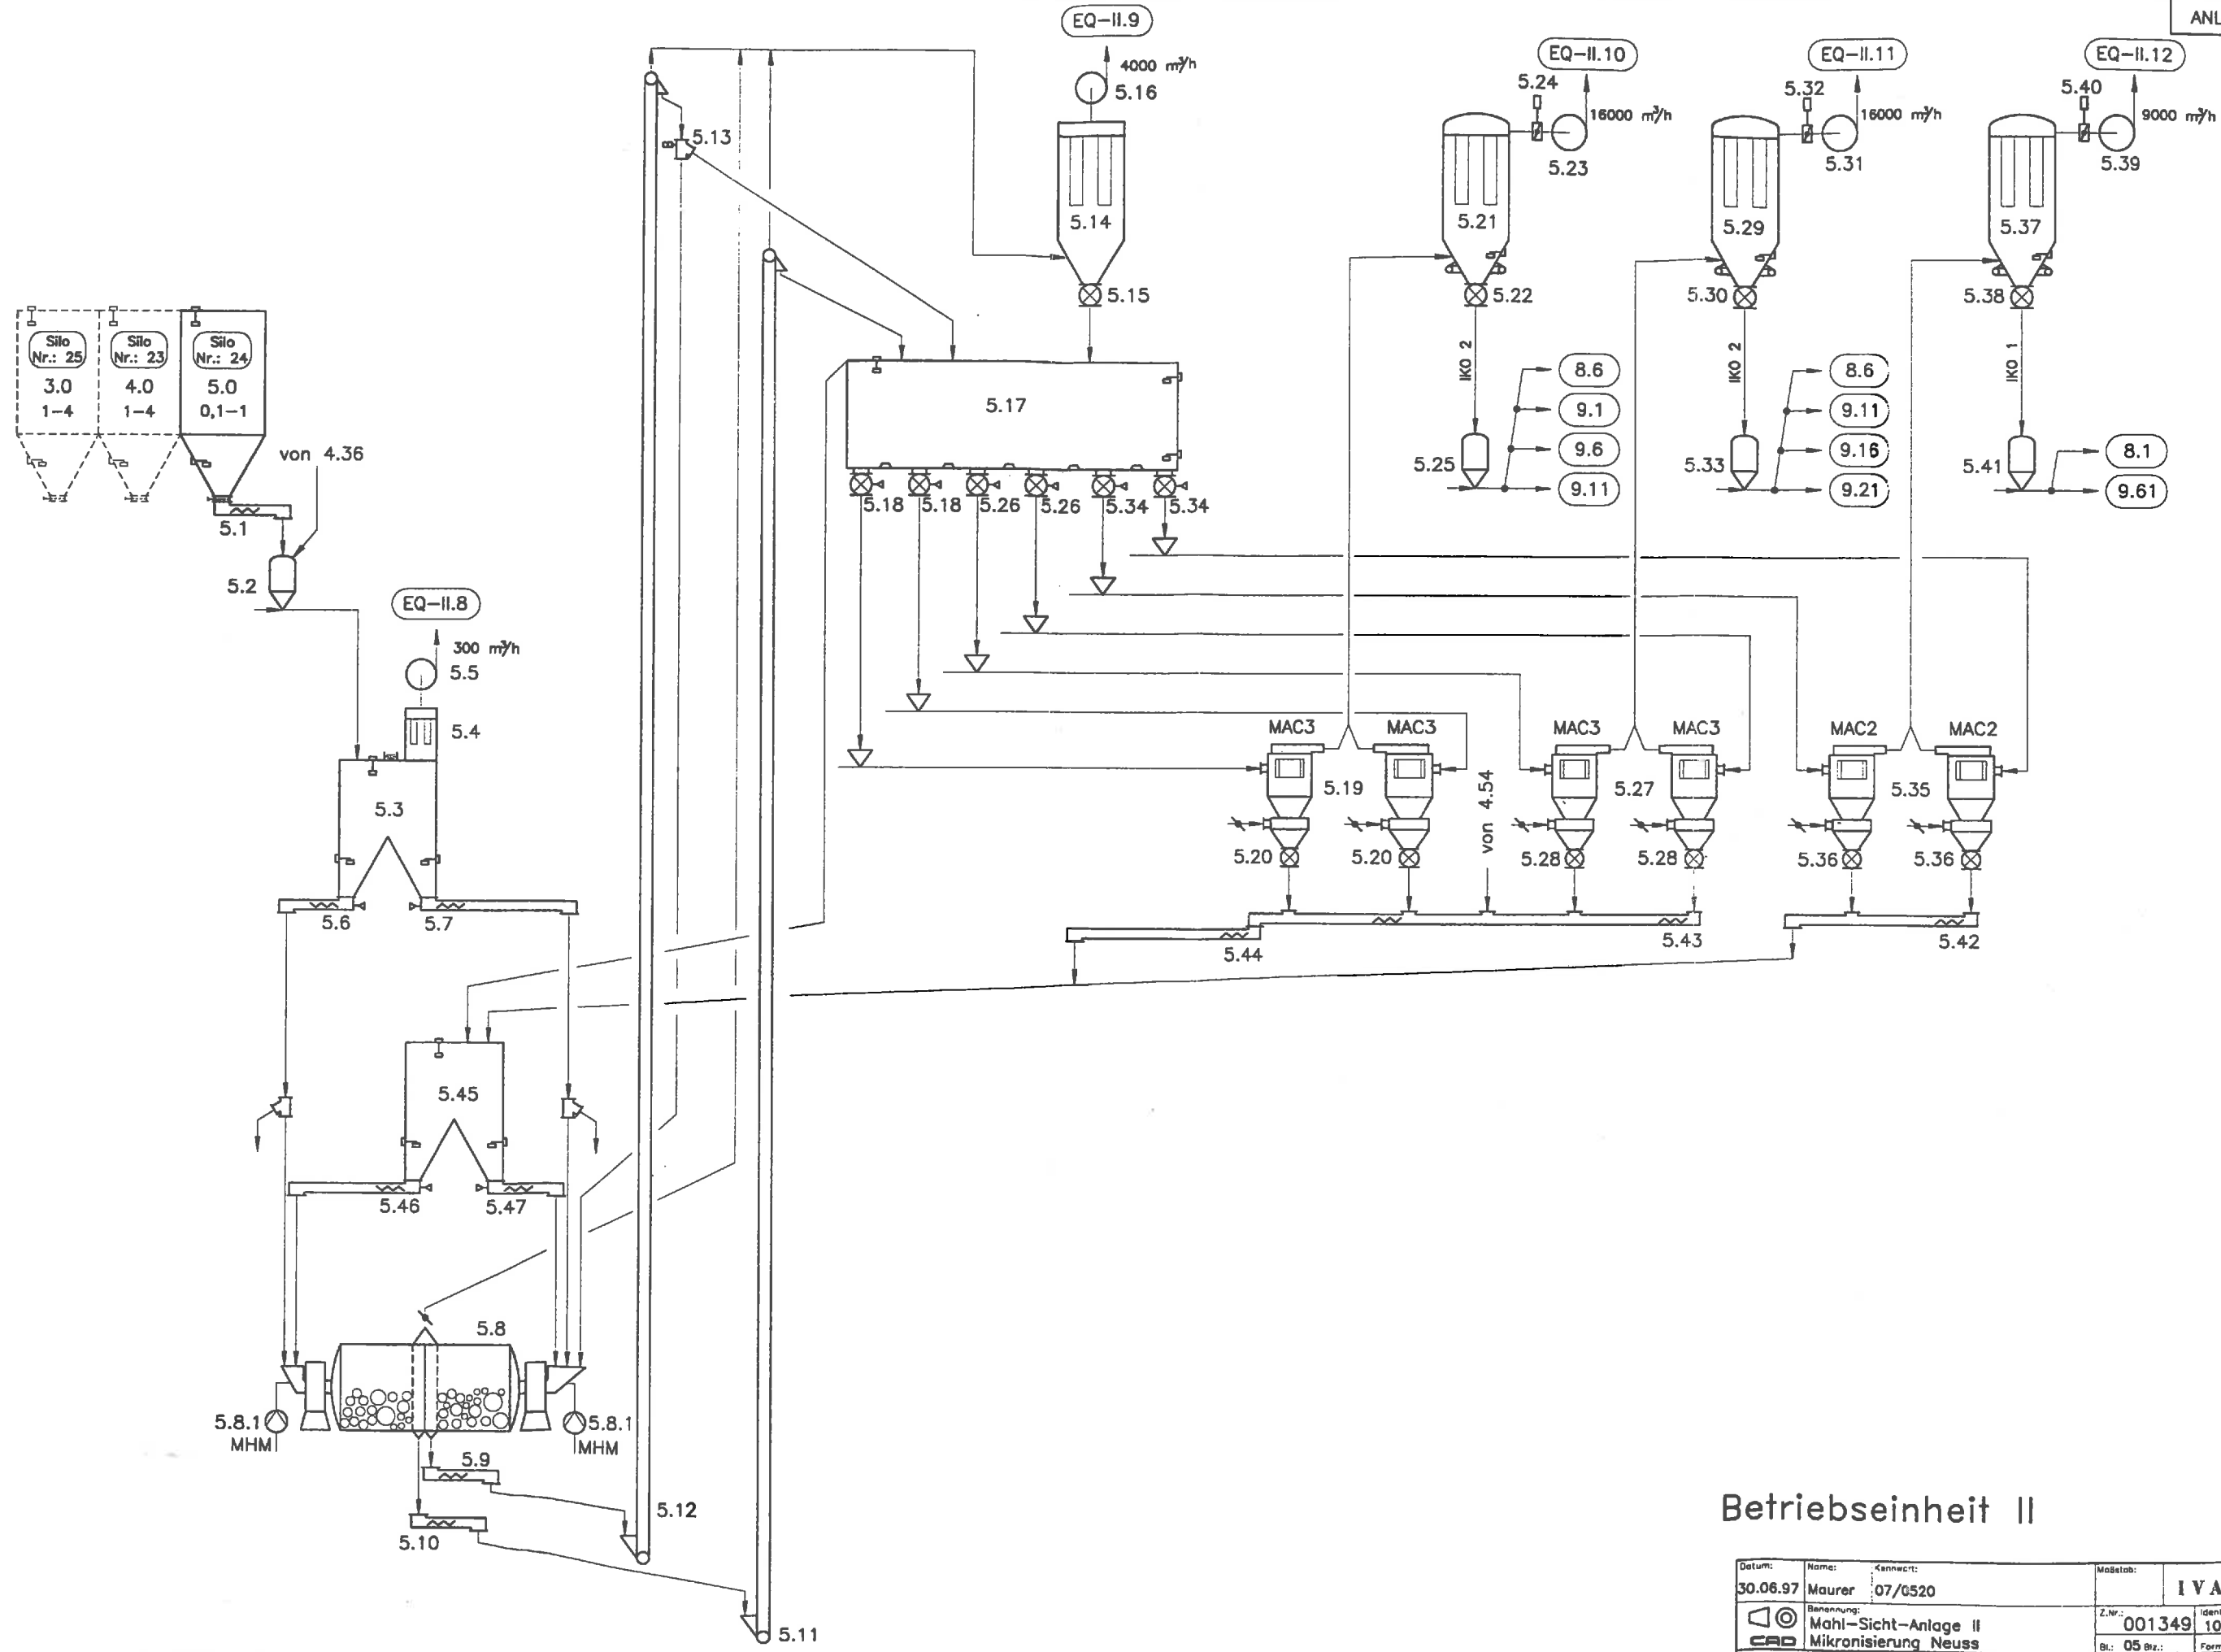 ANL
EQ-II.9
4000 m³/h
5.16
EQ-II.10
5.24
16000 m³/h
5.23
EQ-II.11
5.32
16000 m³/h
5.31
EQ-II.12
5.40
9000 m³/h
5.39
5.13
5.14
5.15
5.21
5.22
5.29
5.30
5.37
5.38
Silo Nr.: 25
3.0
1-4
Silo Nr.: 23
4.0
1-4
Silo Nr.: 24
5.0
0,1-1
von 4.36
5.1
5.2
IKO 2
IKO 2
IKO 1
5.17
8.6
9.1
9.6
9.11
5.25
8.6
9.11
9.16
9.21
5.33
8.1
9.61
5.41
5.18
5.18
5.26
5.26
5.34
5.34
EQ-II.8
300 m³/h
5.5
5.4
5.3
5.6
5.7
MAC3
MAC3
MAC3
MAC3
MAC2
MAC2
5.19
von 4.54
5.27
5.35
5.20
5.20
5.28
5.28
5.36
5.36
5.44
5.43
5.42
5.45
5.46
5.47
5.8
5.8.1
MHM
5.8.1
MHM
5.9
5.10
5.12
5.11
Betriebseinheit II
Datum:
Name:
Kennwort:
Maßstab:
30.06.97
Maurer
07/0520
IVA
Benennung:
Mahl-Sicht-Anlage II
Mikronisierung Neuss
CAD
Z.Nr.:
001349
Ident
10
Bl.: 05 Blz.:
Form